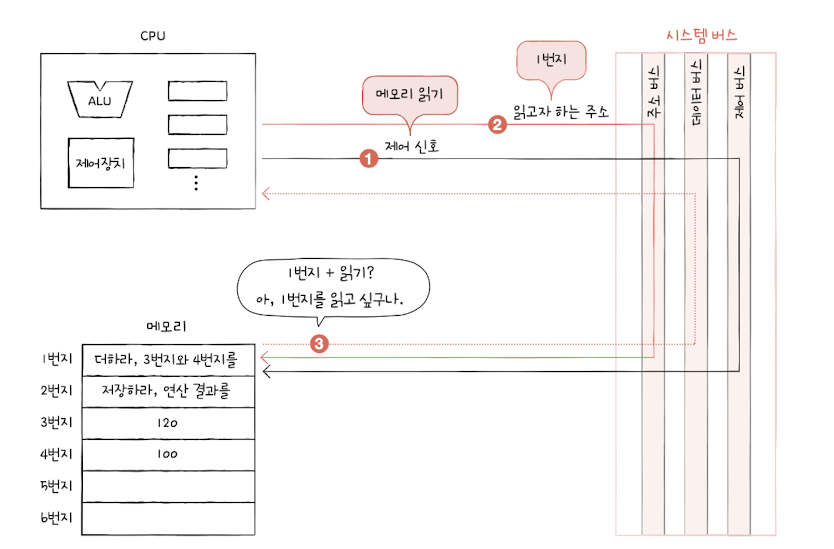 CPU
시스템 버스
ALU
제어장치
메모리 읽기
1번지
2
읽고자 하는 주소
1
제어 신호
주소 버스
데이터 버스
제어 버스
1번지 + 읽기?
아, 1번지를 읽고 싶구나.
3
메모리
1번지 더하라, 3번지와 4번지를
2번지 저장하라, 연산 결과를
3번지 120
4번지 100
5번지
6번지